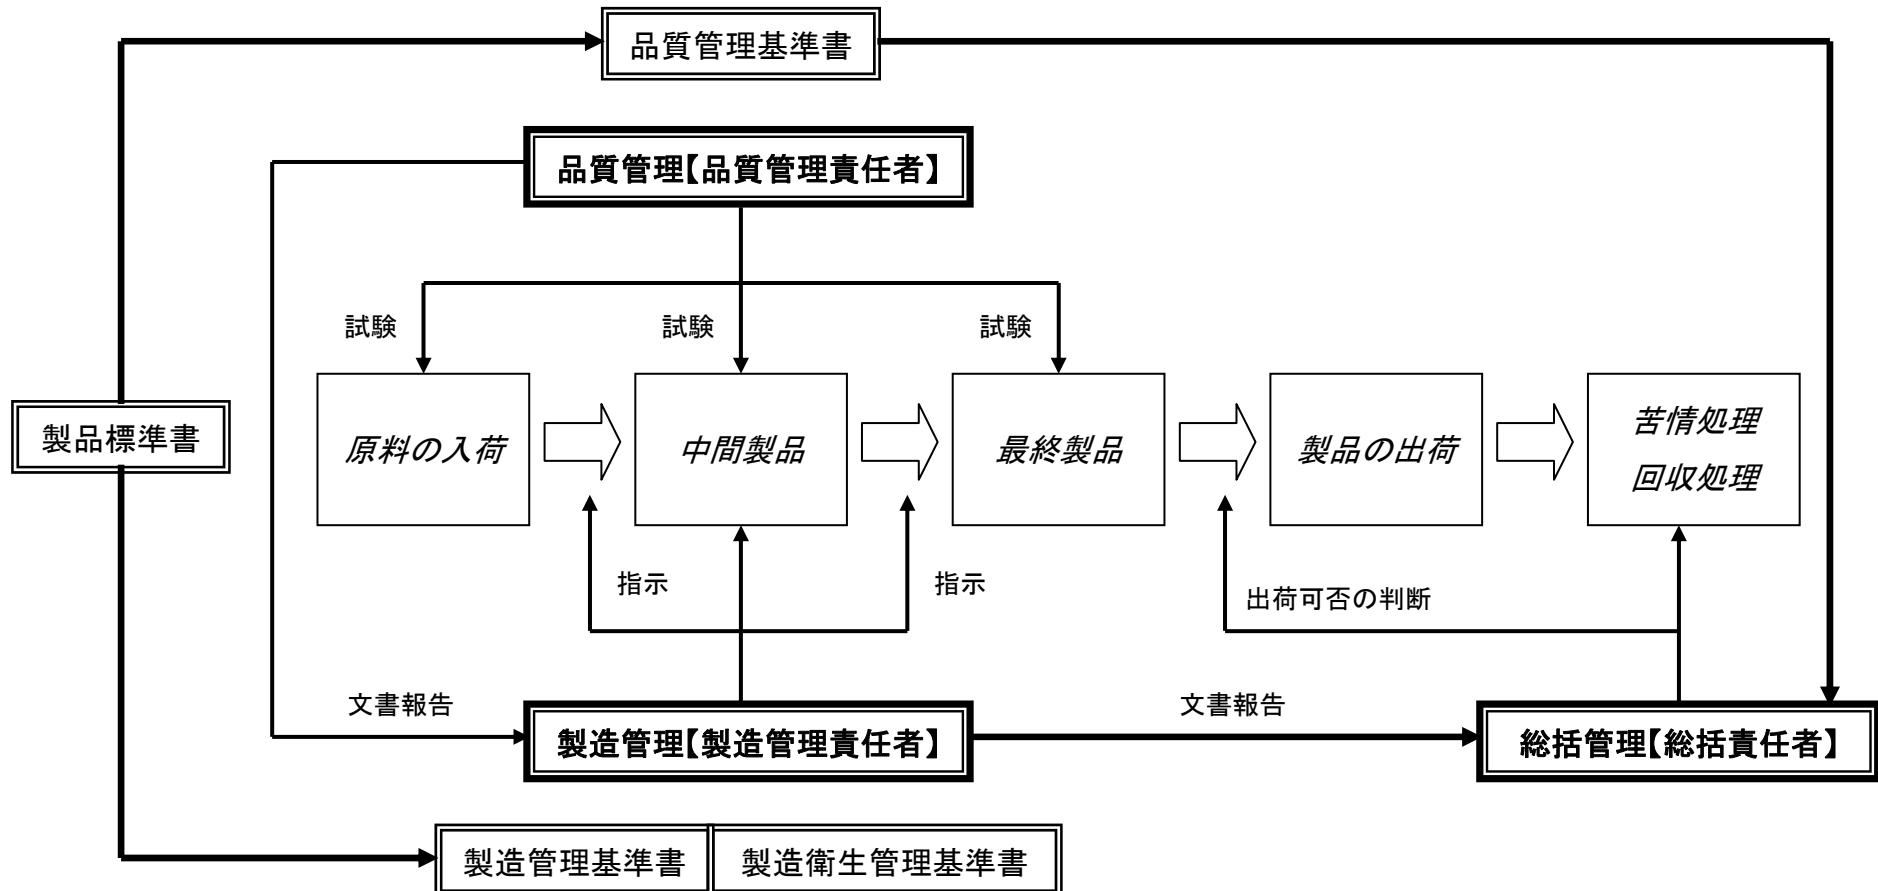 品質管理基準書
品質管理【品質管理責任者】
試験
試験
試験
製品標準書
原料の入荷
中間製品
最終製品
製品の出荷
苦情処理
回収処理
指示
指示
出荷可否の判断
文書報告
文書報告
製造管理【製造管理責任者】
総括管理【総括責任者】
製造管理基準書
製造衛生管理基準書